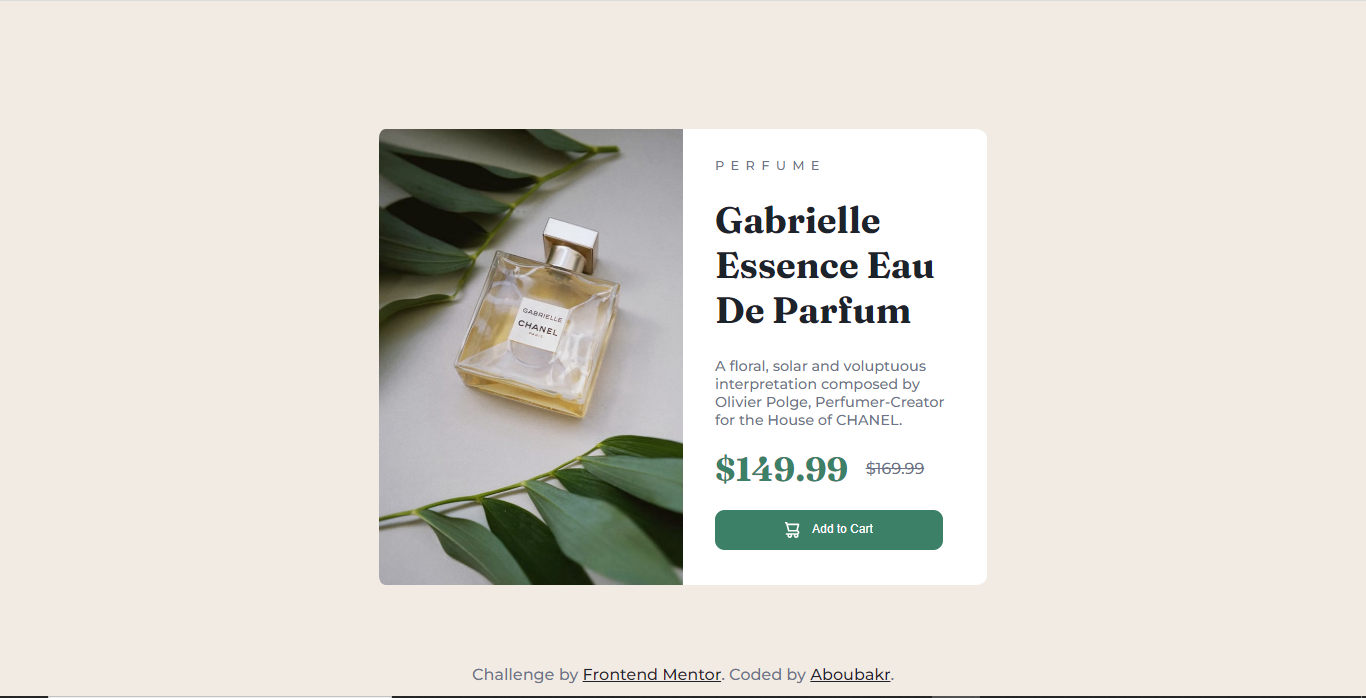 PERFUME
Gabrielle
Essence Eau
De Parfum
A floral, solar and voluptuous
interpretation composed by
Olivier Polge, Perfumer-Creator
for the House of CHANEL.
$149.99 $169.99
Add to Cart
GABRIELLE
CHANEL
PARIS
Challenge by Frontend Mentor. Coded by Aboubakr.